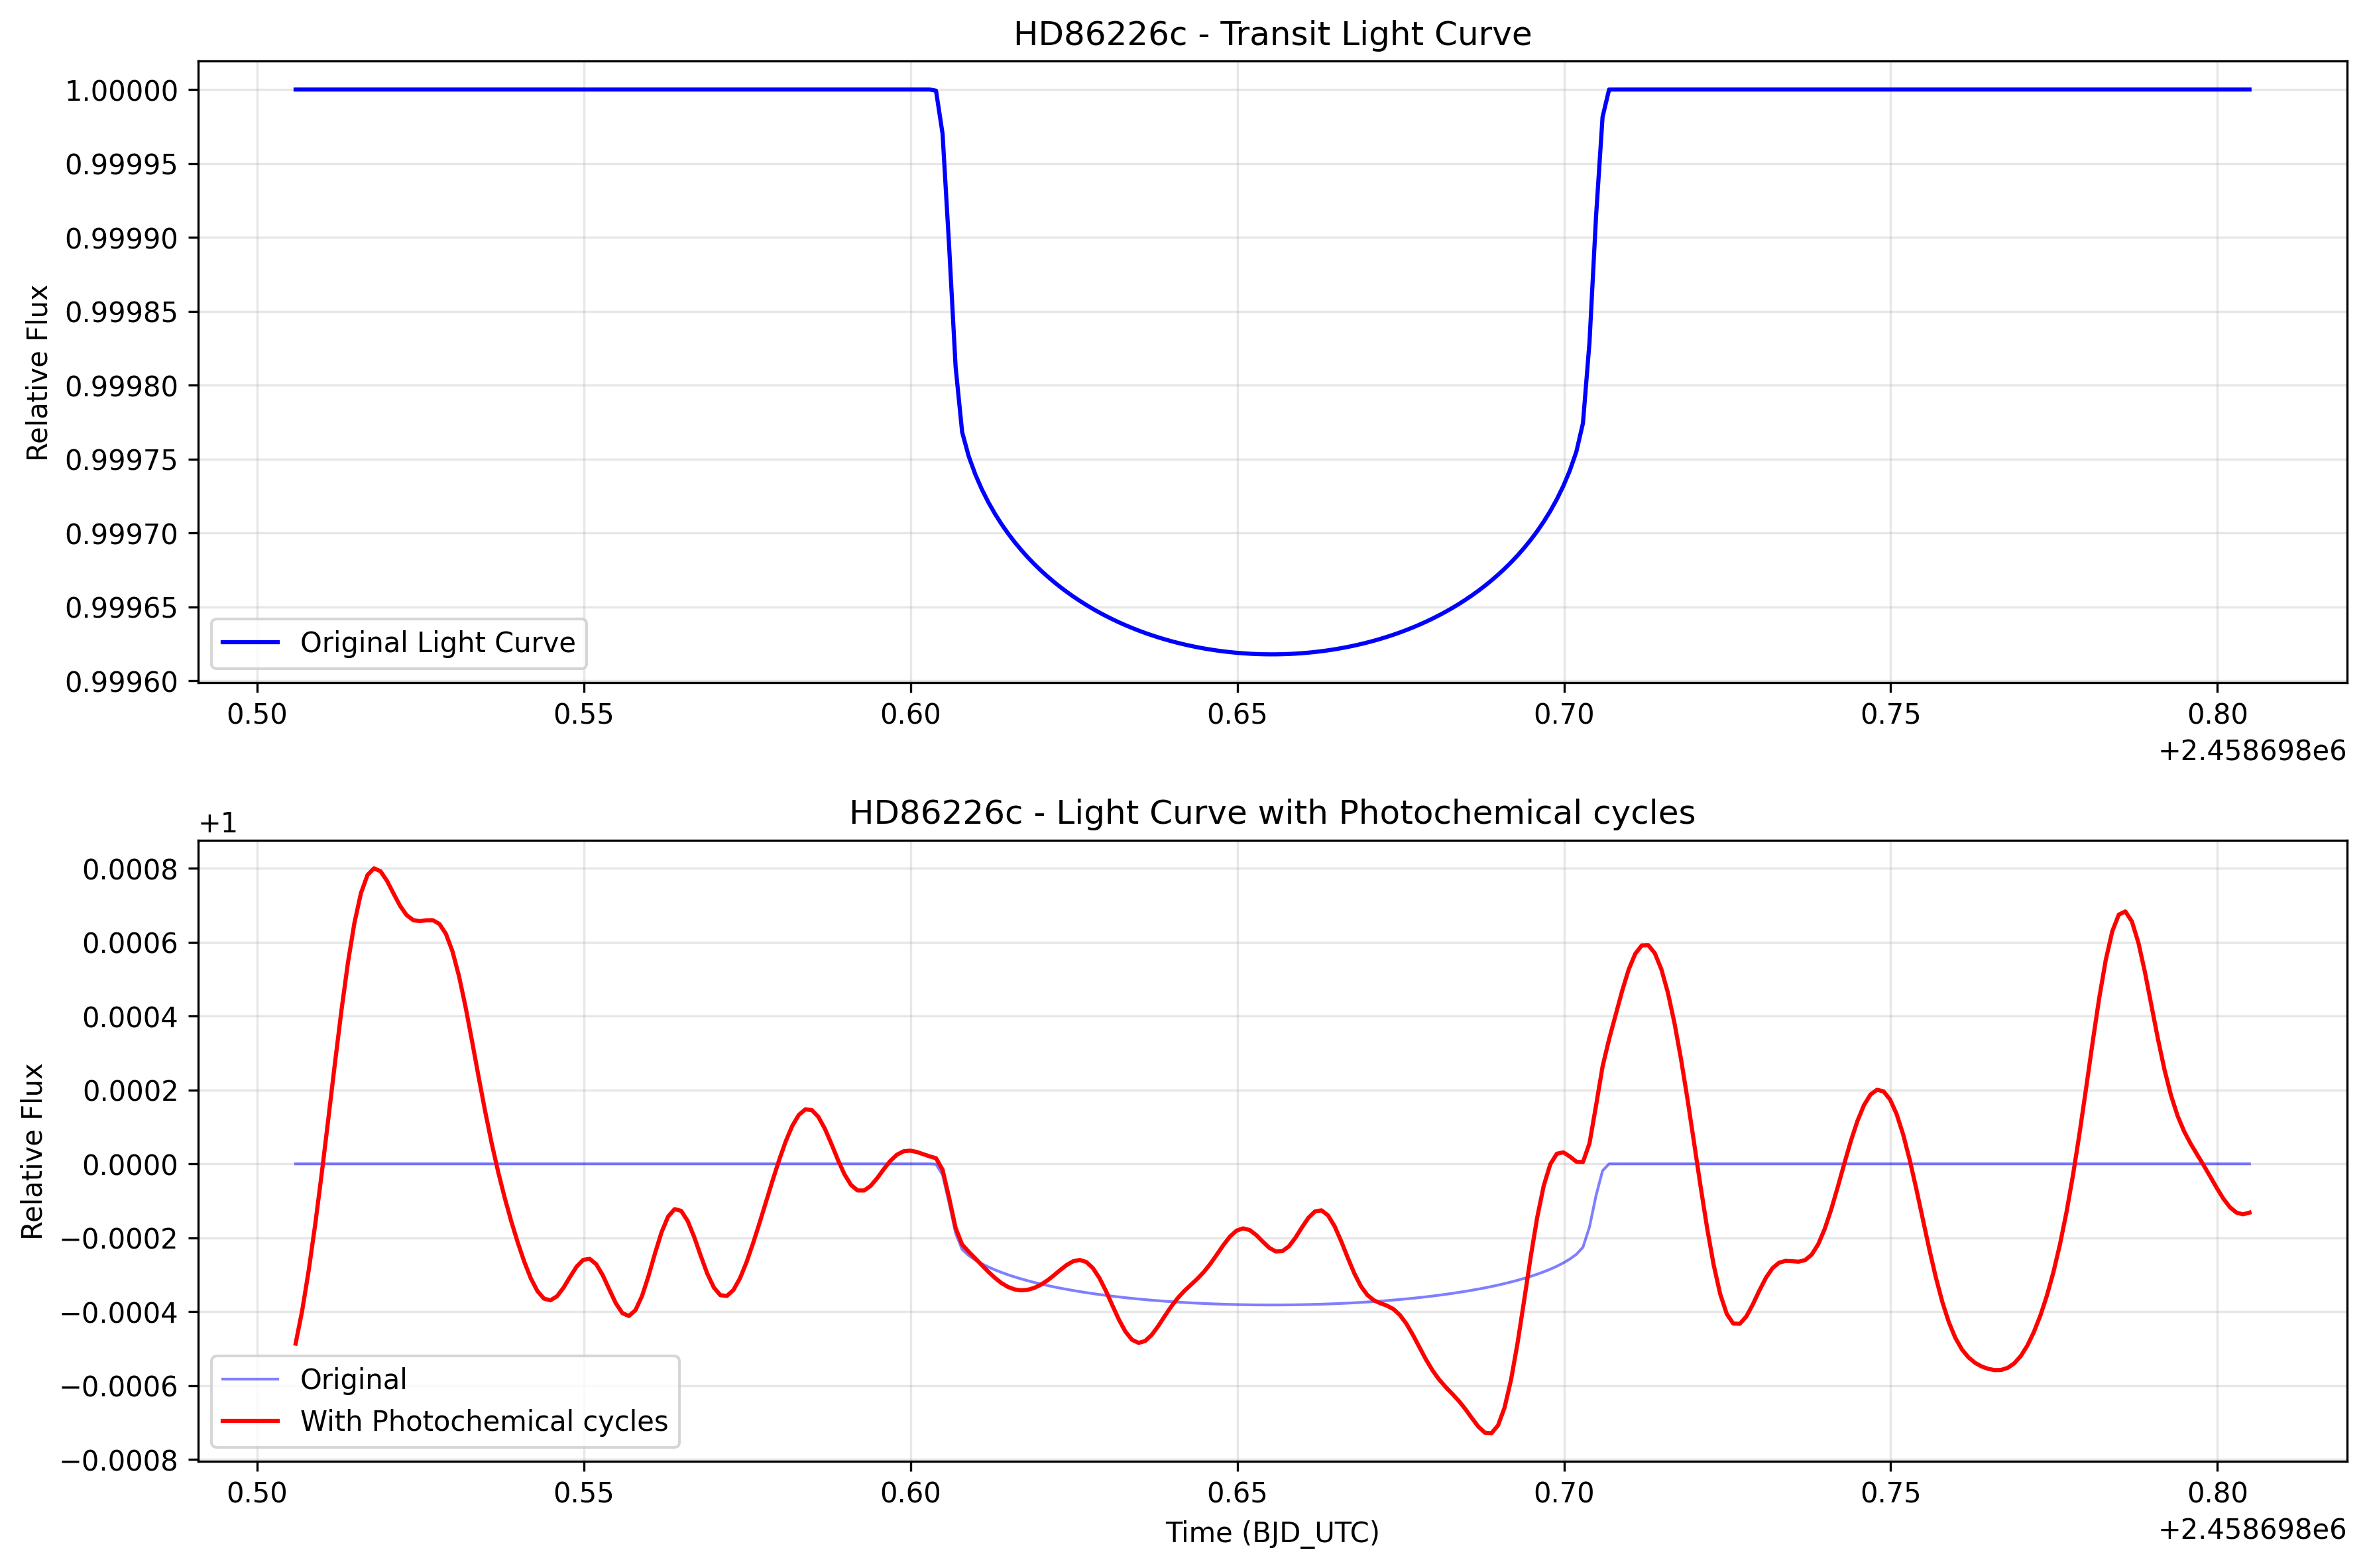 HD86226c - Transit Light Curve
Relative Flux
1.00000
0.99995
0.99990
0.99985
0.99980
0.99975
0.99970
0.99965
0.99960
Original Light Curve
0.50 0.55 0.60 0.65 0.70 0.75 0.80
+2.458698e6
HD86226c - Light Curve with Photochemical cycles
+1
Relative Flux
0.0008
0.0006
0.0004
0.0002
0.0000
−0.0002
−0.0004
−0.0006
−0.0008
Original
With Photochemical cycles
0.50 0.55 0.60 0.65 0.70 0.75 0.80
Time (BJD_UTC)
+2.458698e6